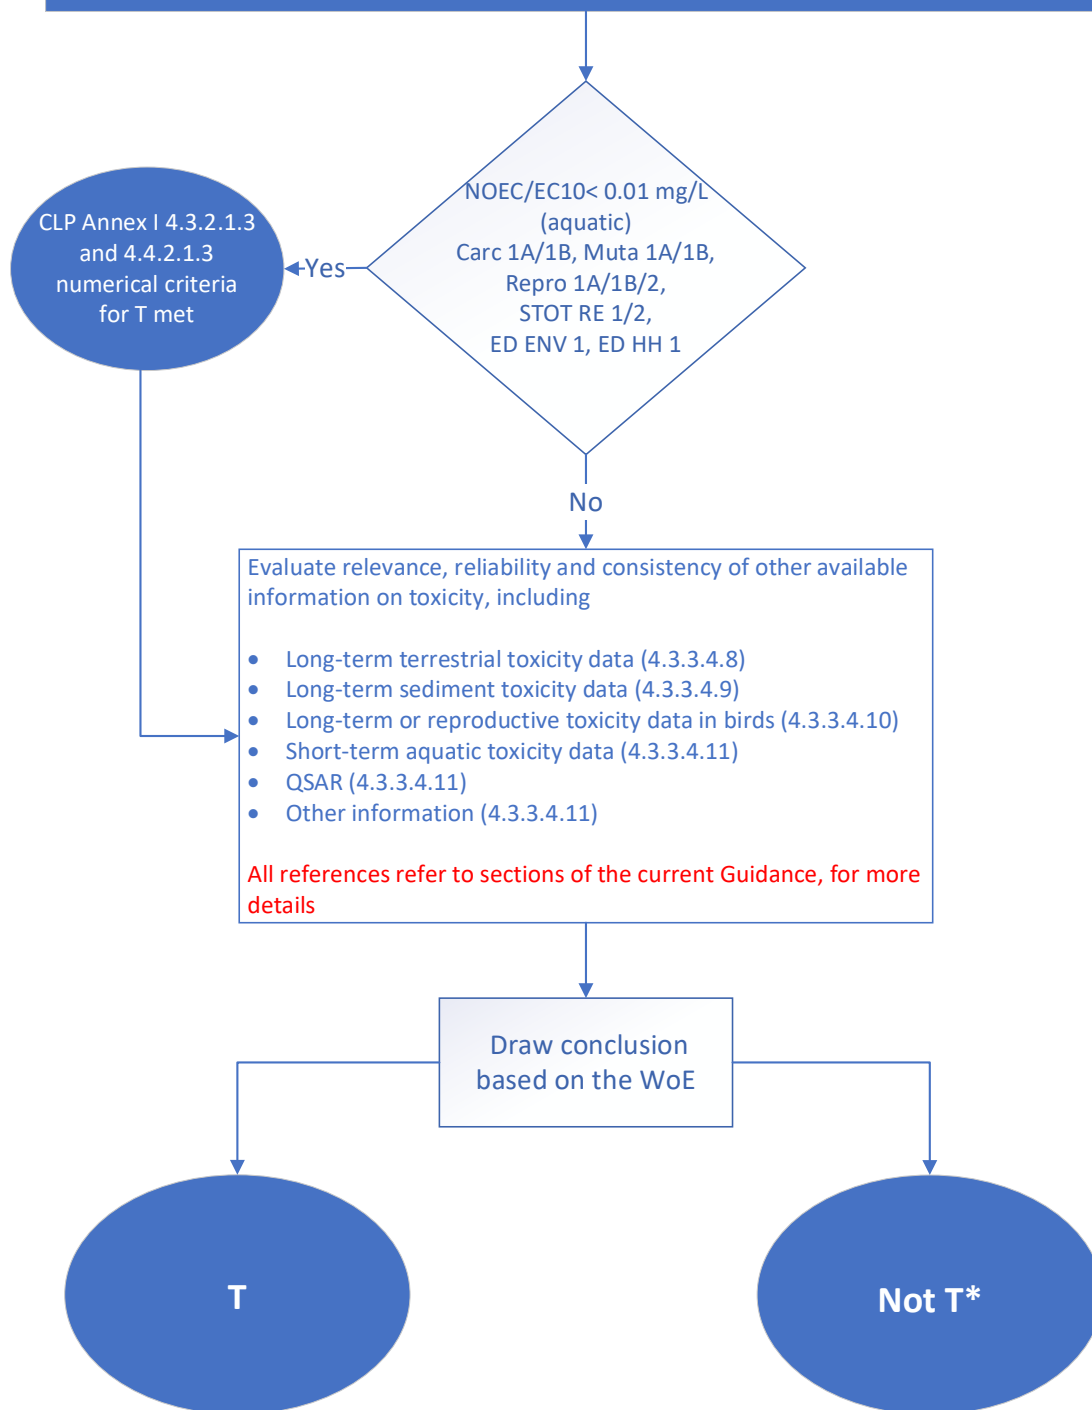 NOEC/EC10< 0.01 mg/L
(aquatic)
Carc 1A/1B, Muta 1A/1B,
Repro 1A/1B/2,
STOT RE 1/2,
ED ENV 1, ED HH 1
Yes
CLP Annex I 4.3.2.1.3
and 4.4.2.1.3
numerical criteria
for T met
No
Evaluate relevance, reliability and consistency of other available
information on toxicity, including
• Long-term terrestrial toxicity data (4.3.3.4.8)
• Long-term sediment toxicity data (4.3.3.4.9)
• Long-term or reproductive toxicity data in birds (4.3.3.4.10)
• Short-term aquatic toxicity data (4.3.3.4.11)
• QSAR (4.3.3.4.11)
• Other information (4.3.3.4.11)
All references refer to sections of the current Guidance, for more
details
Draw conclusion
based on the WoE
T
Not T*